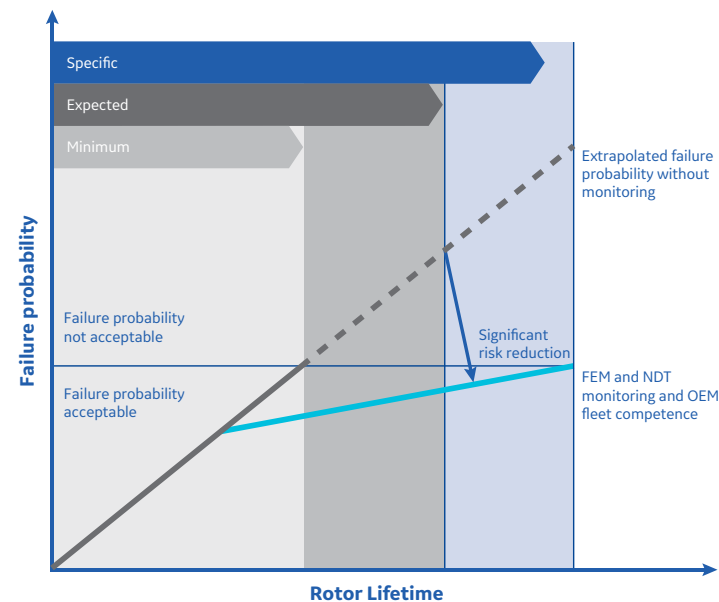 Specific
Expected
Minimum
Extrapolated failure
probability without
monitoring
Failure probability
Failure probability
not acceptable
Significant
risk reduction
Failure probability
acceptable
FEM and NDT
monitoring and OEM
fleet competence
Rotor Lifetime